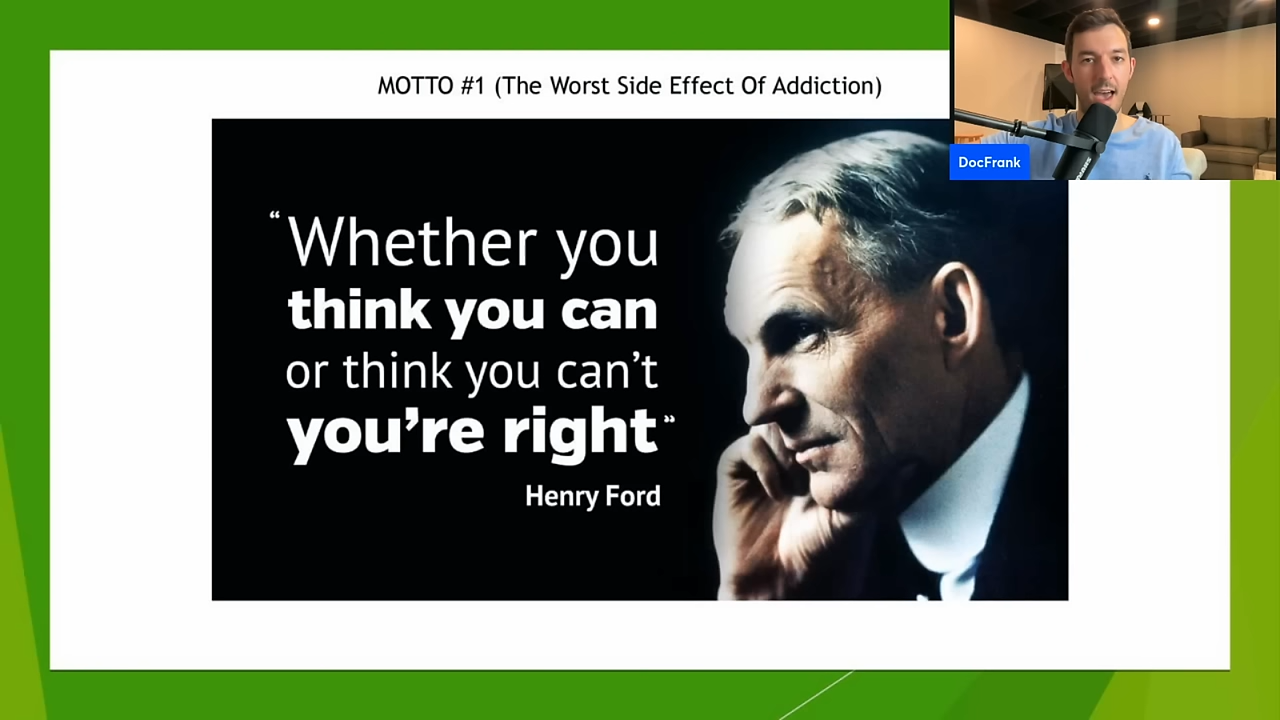 MOTTO #1 (The Worst Side Effect Of Addiction)
DocFrank
“Whether you
think you can
or think you can’t
you’re right”
Henry Ford